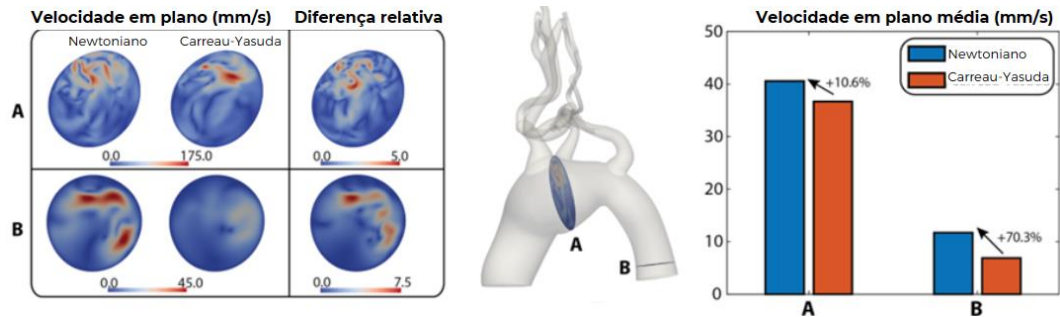 Velocidade em plano (mm/s)
Diferença relativa
Newtoniano
Carreau-Yasuda
A
0.0
175.0
0.0
5.0
B
0.0
45.0
0.0
7.5
A
B
Velocidade em plano média (mm/s)
50
40
30
20
10
0
Newtoniano
Carreau-Yasuda
+10.6%
+70.3%
A
B